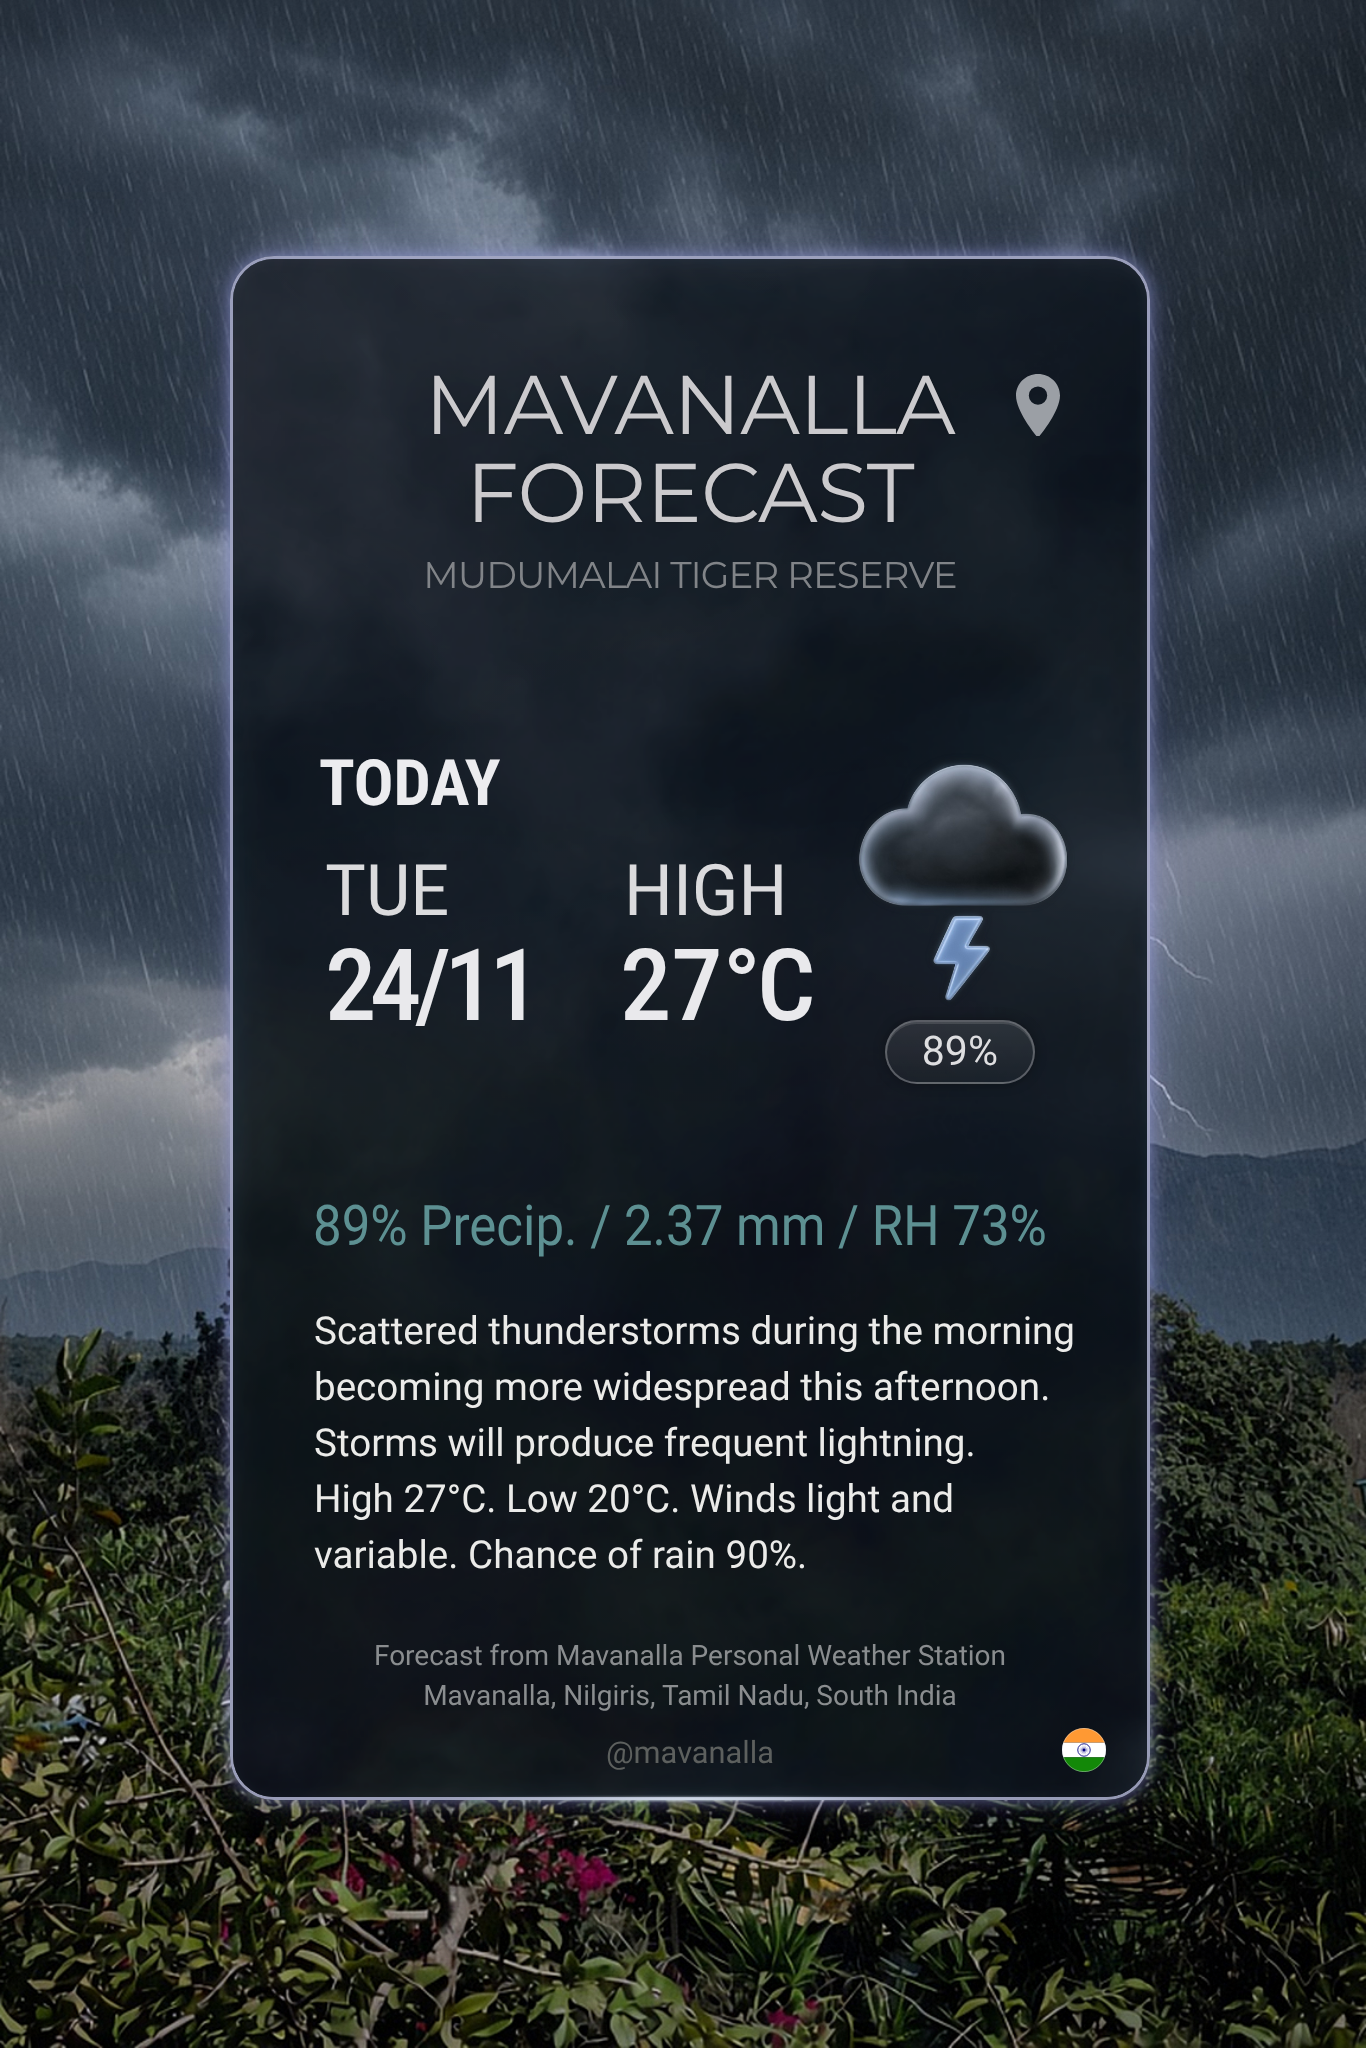 MAVANALLA
FORECAST
MUDUMALAI TIGER RESERVE
TODAY
TUE
24/11
HIGH
27°C
89%
89% Precip. / 2.37 mm / RH 73%
Scattered thunderstorms during the morning
becoming more widespread this afternoon.
Storms will produce frequent lightning.
High 27°C. Low 20°C. Winds light and
variable. Chance of rain 90%.
Forecast from Mavanalla Personal Weather Station
Mavanalla, Nilgiris, Tamil Nadu, South India
@mavanalla